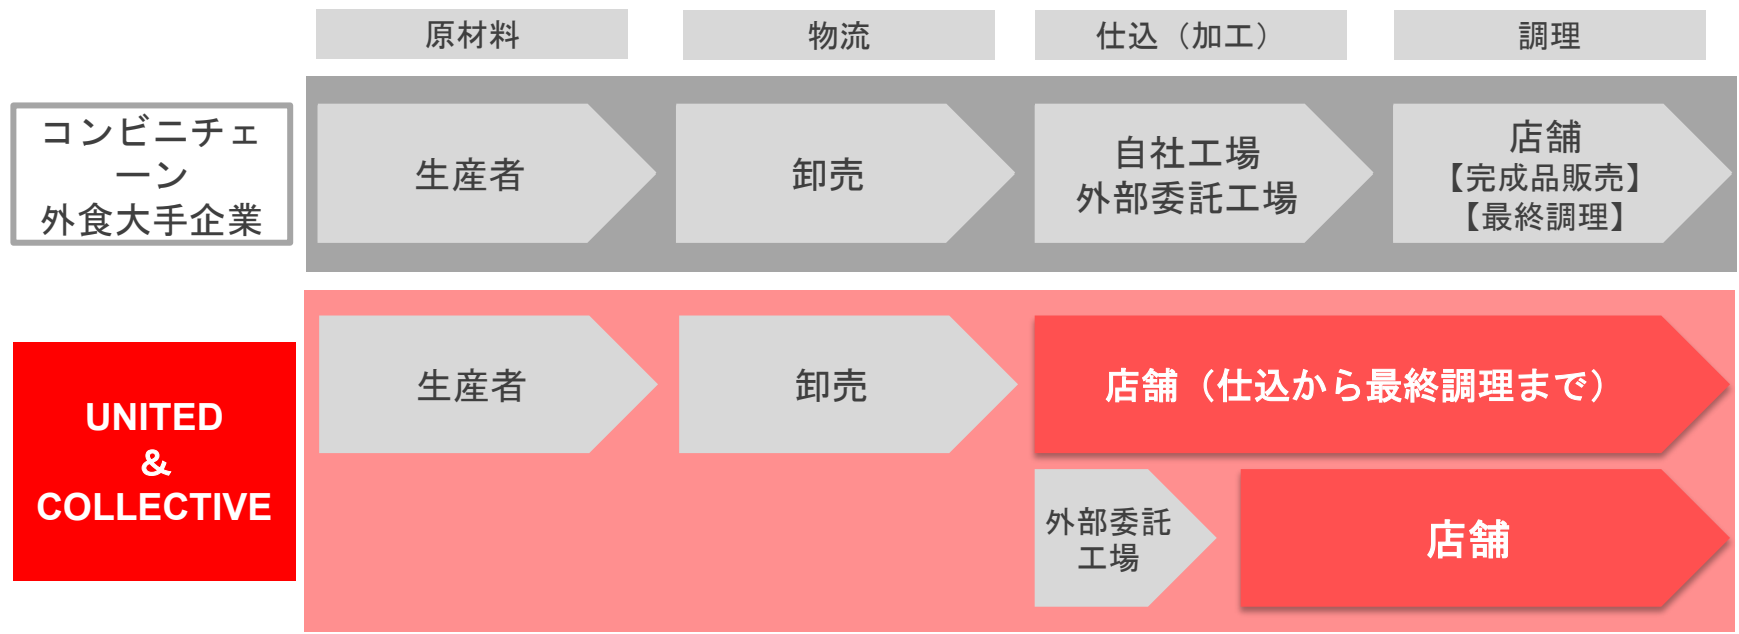 原材料
物流
仕込（加工）
調理
コンビニチェ
ーン
外食大手企業
生産者
卸売
自社工場
外部委託工場
店舗
【完成品販売】
【最終調理】
UNITED
&
COLLECTIVE
生産者
卸売
店舗（仕込から最終調理まで）
外部委託
工場
店舗